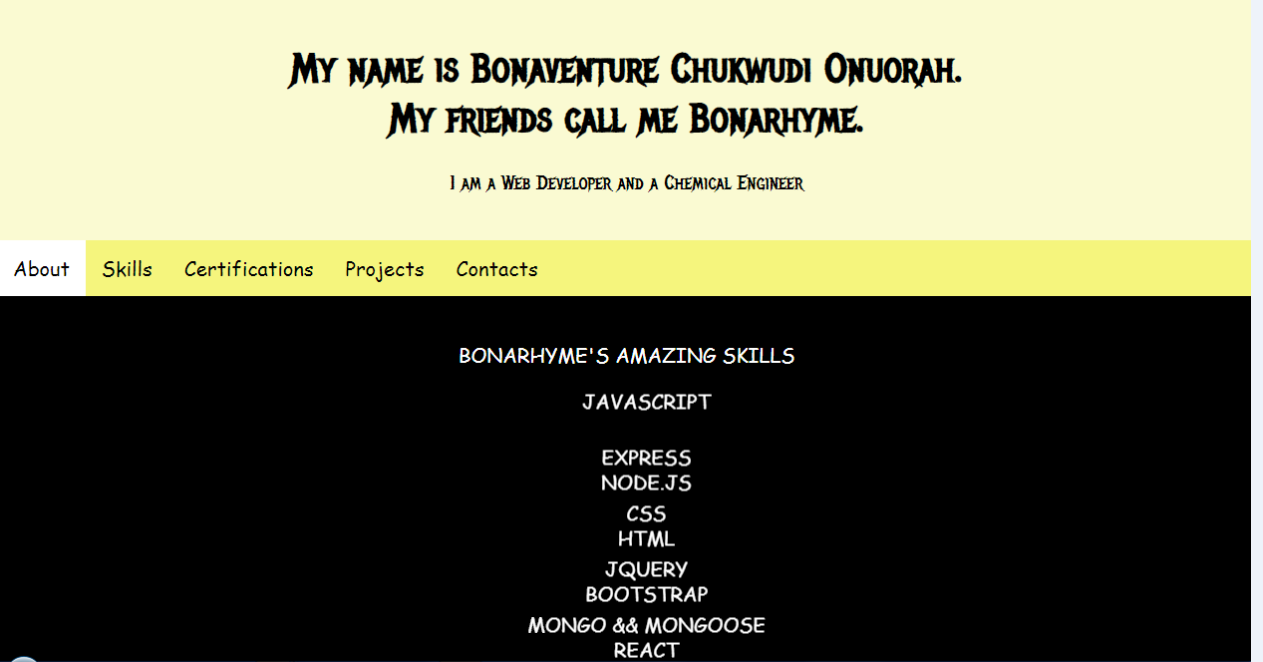 My name is Bonaventure Chukwudi Onuorah.
My friends call me Bonarhyme.
I am a Web Developer and a Chemical Engineer
About Skills Certifications Projects Contacts
BONARHYME'S AMAZING SKILLS
JAVASCRIPT
EXPRESS
NODE.JS
CSS
HTML
JQUERY
BOOTSTRAP
MONGO && MONGOOSE
REACT